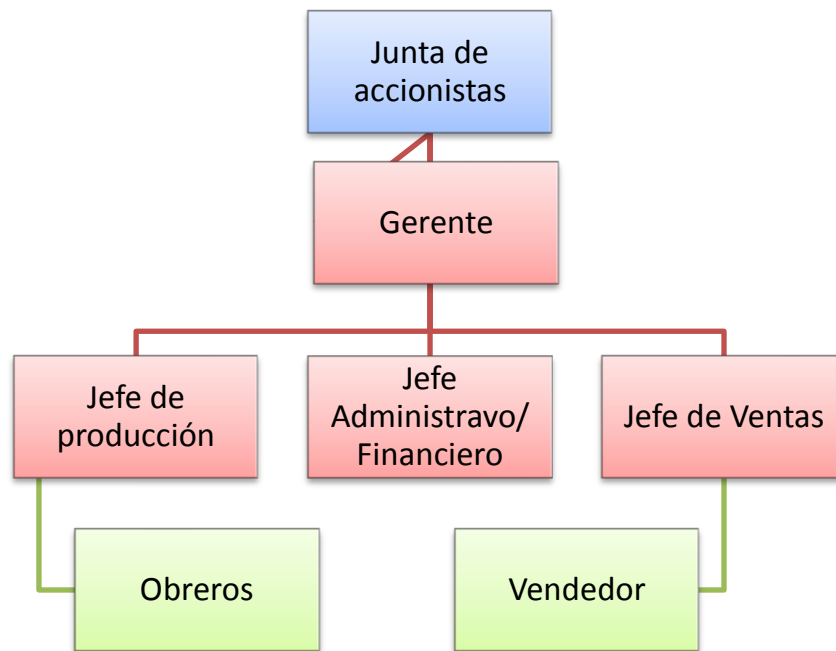 Junta de
accionistas
Gerente
Jefe de
producción
Jefe
Administravo/
Financiero
Jefe de Ventas
Obreros
Vendedor